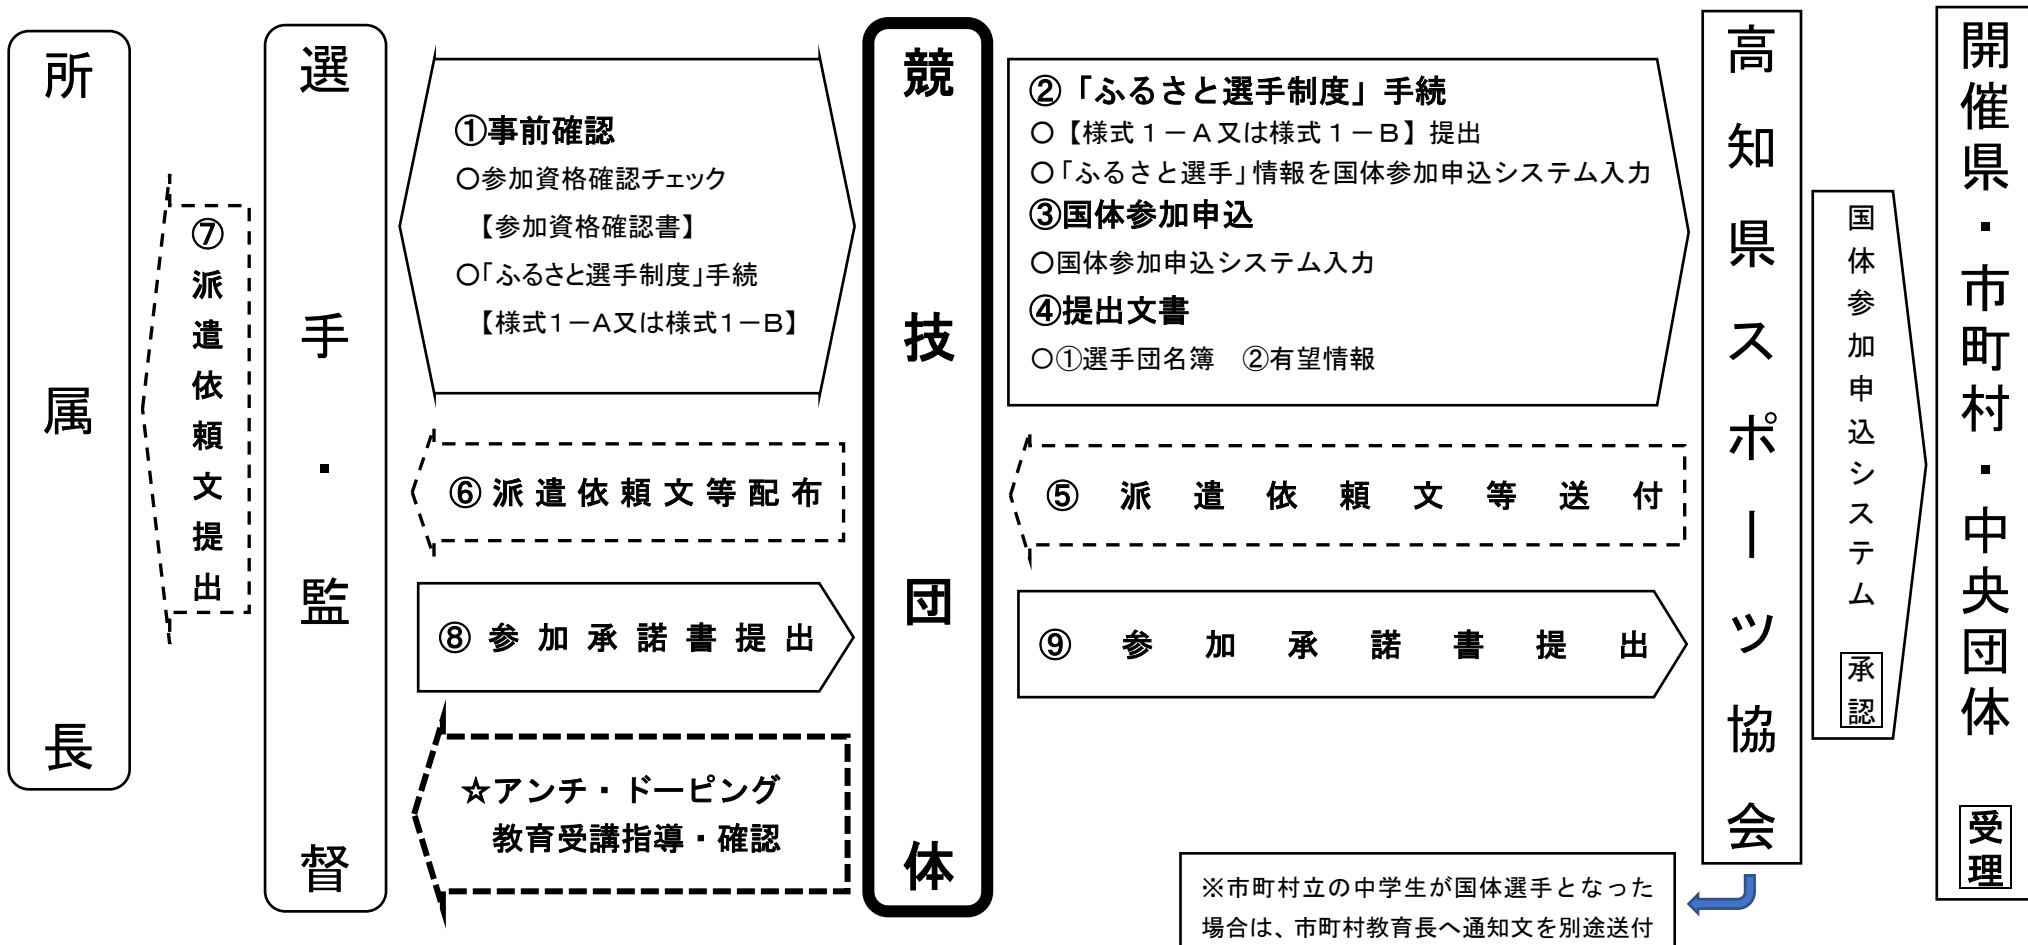 所属長
⑦派遣依頼文提出
選手・監督
①事前確認
○参加資格確認チェック
【参加資格確認書】
○「ふるさと選手制度」手続
【様式1-A又は様式1-B】
⑥派遣依頼文等配布
⑧参加承諾書提出
☆アンチ・ドーピング
教育受講指導・確認
競技団体
②「ふるさと選手制度」手続
○【様式1-A又は様式1-B】提出
○「ふるさと選手」情報を国体参加申込システム入力
③国体参加申込
○国体参加申込システム入力
④提出文書
○①選手団名簿　②有望情報
⑤派遣依頼文等送付
⑨参加承諾書提出
※市町村立の中学生が国体選手となった
場合は、市町村教育長へ通知文を別途送付
高知県スポーツ協会
国体参加申込システム 承認
開催県・市町村・中央団体 受理